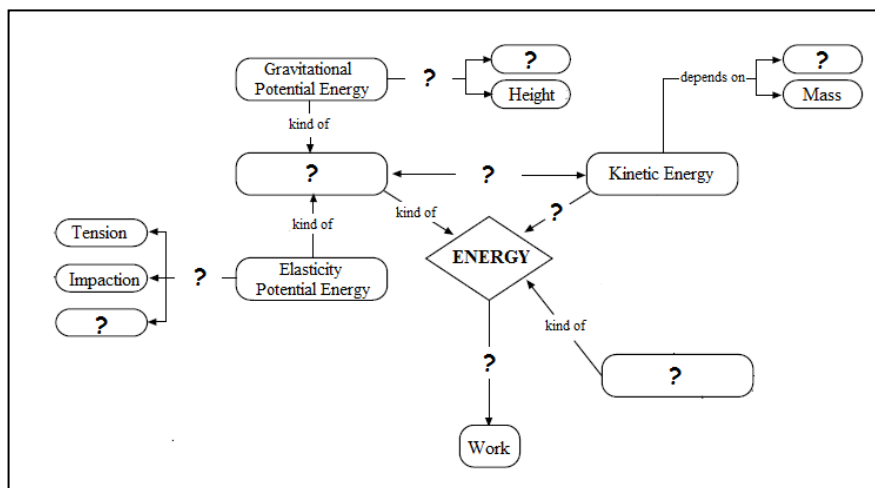 Gravitational
Potential Energy
?
?
Height
depends on
?
Mass
kind of
?
?
Kinetic Energy
kind of
kind of
?
Tension
Impaction
?
?
Elasticity
Potential Energy
ENERGY
kind of
?
?
Work